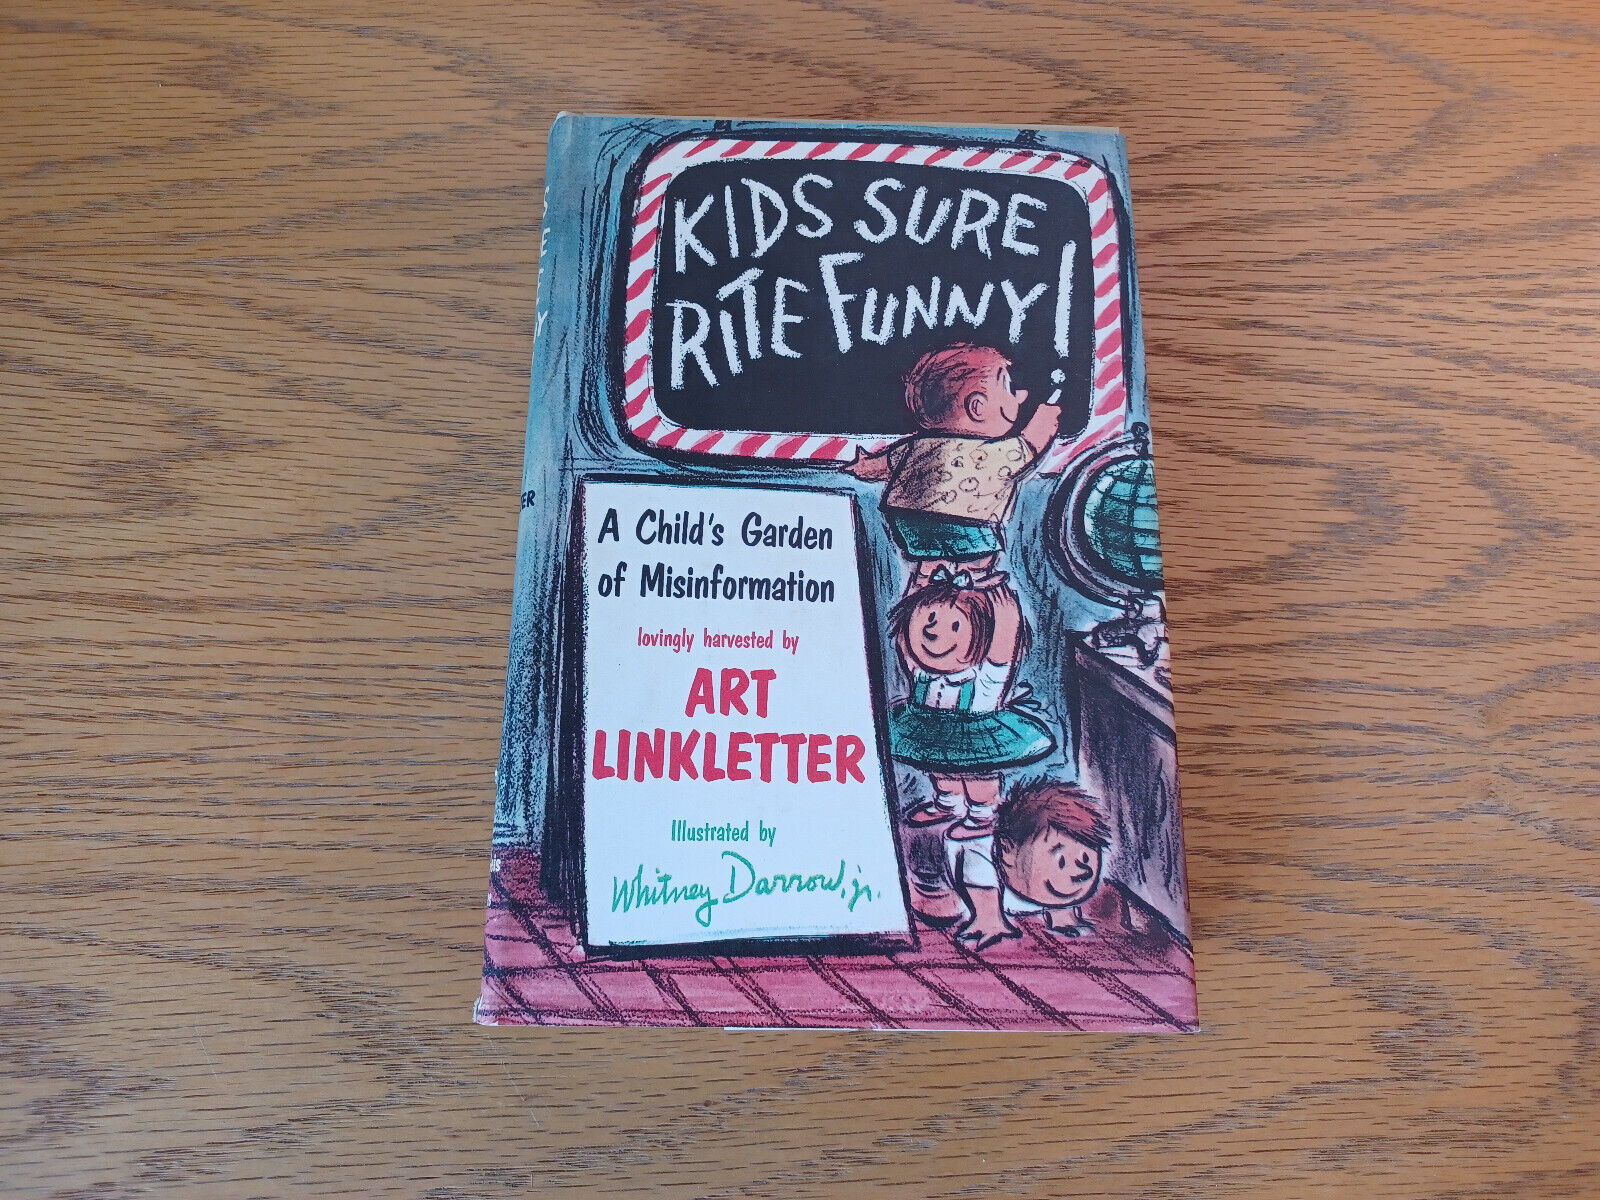 KIDS SURE
RITE FUNNY!
A Child's Garden
of Misinformation
lovingly harvested by
ART
LINKLETTER
Illustrated by
Whitney Darrow, jr.